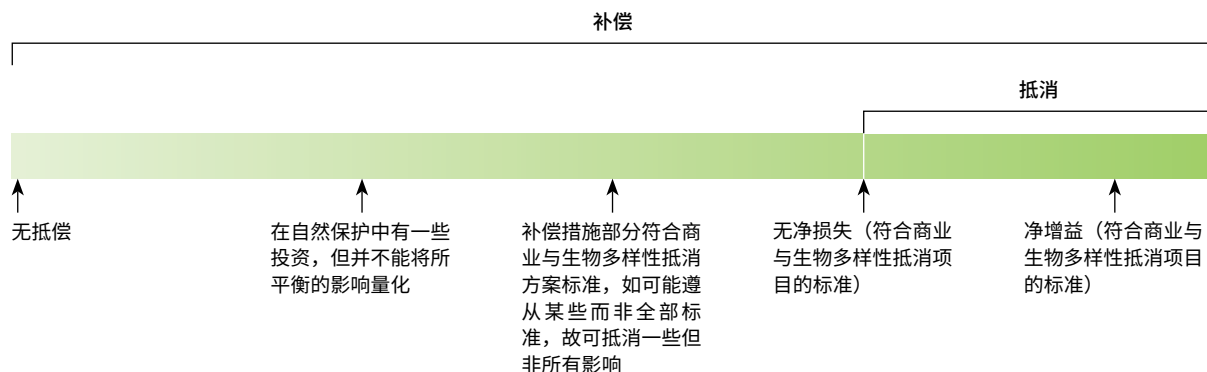 补偿
抵消
无抵偿
在自然保护中有一些
投资，但并不能将所
平衡的影响量化
补偿措施部分符合商
业与生物多样性抵消
方案标准，如可能遵
从某些而非全部标
准，故可抵消一些但
非所有影响
无净损失（符合商业
与生物多样性抵消项
目的标准）
净增益（符合商业与
生物多样性抵消项目
的标准）